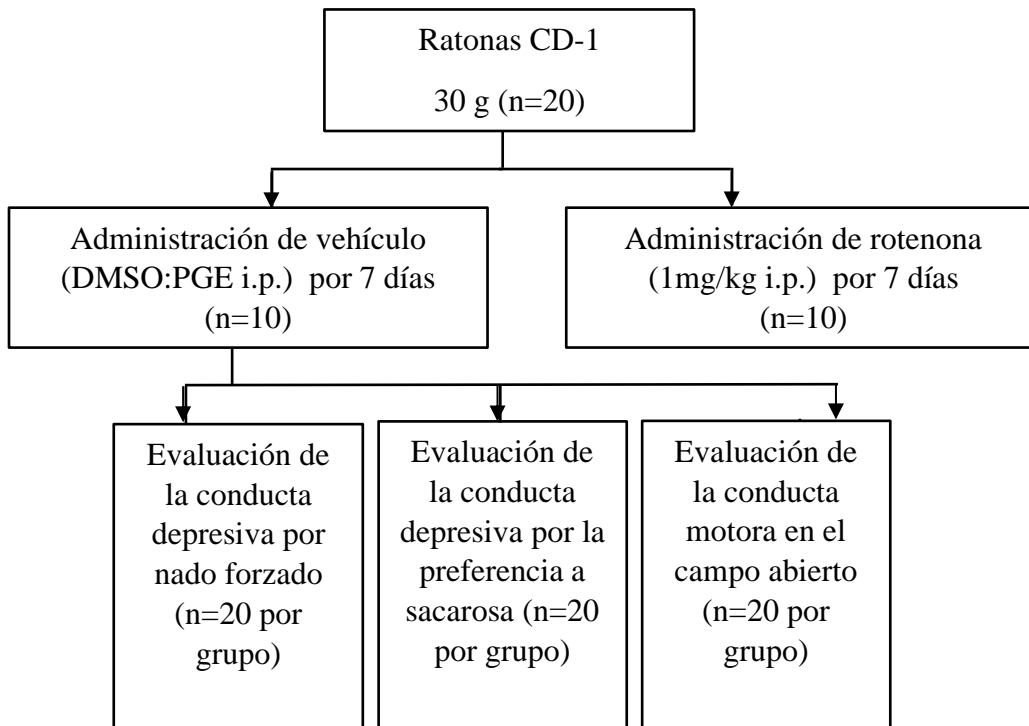 Ratonas CD-1
30 g (n=20)
Administración de vehículo
(DMSO:PGE i.p.) por 7 días
(n=10)
Administración de rotenona
(1mg/kg i.p.) por 7 días
(n=10)
Evaluación de
la conducta
depresiva por
nado forzado
(n=20 por
grupo)
Evaluación de
la conducta
depresiva por la
preferencia a
sacarosa (n=20
por grupo)
Evaluación de
la conducta
motora en el
campo abierto
(n=20 por
grupo)